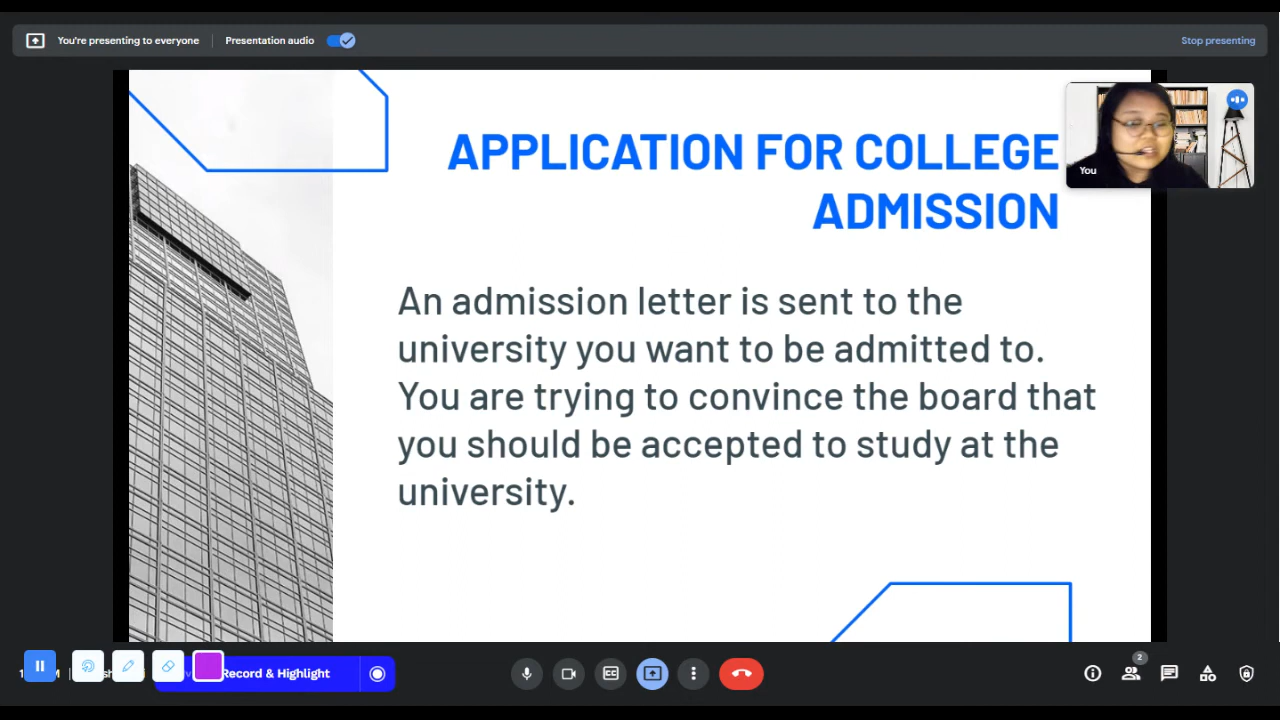 You're presenting to everyone
Presentation audio
Stop presenting
APPLICATION FOR COLLEGE
ADMISSION
You
An admission letter is sent to the
university you want to be admitted to.
You are trying to convince the board that
you should be accepted to study at the
university.
Record & Highlight
CC
2